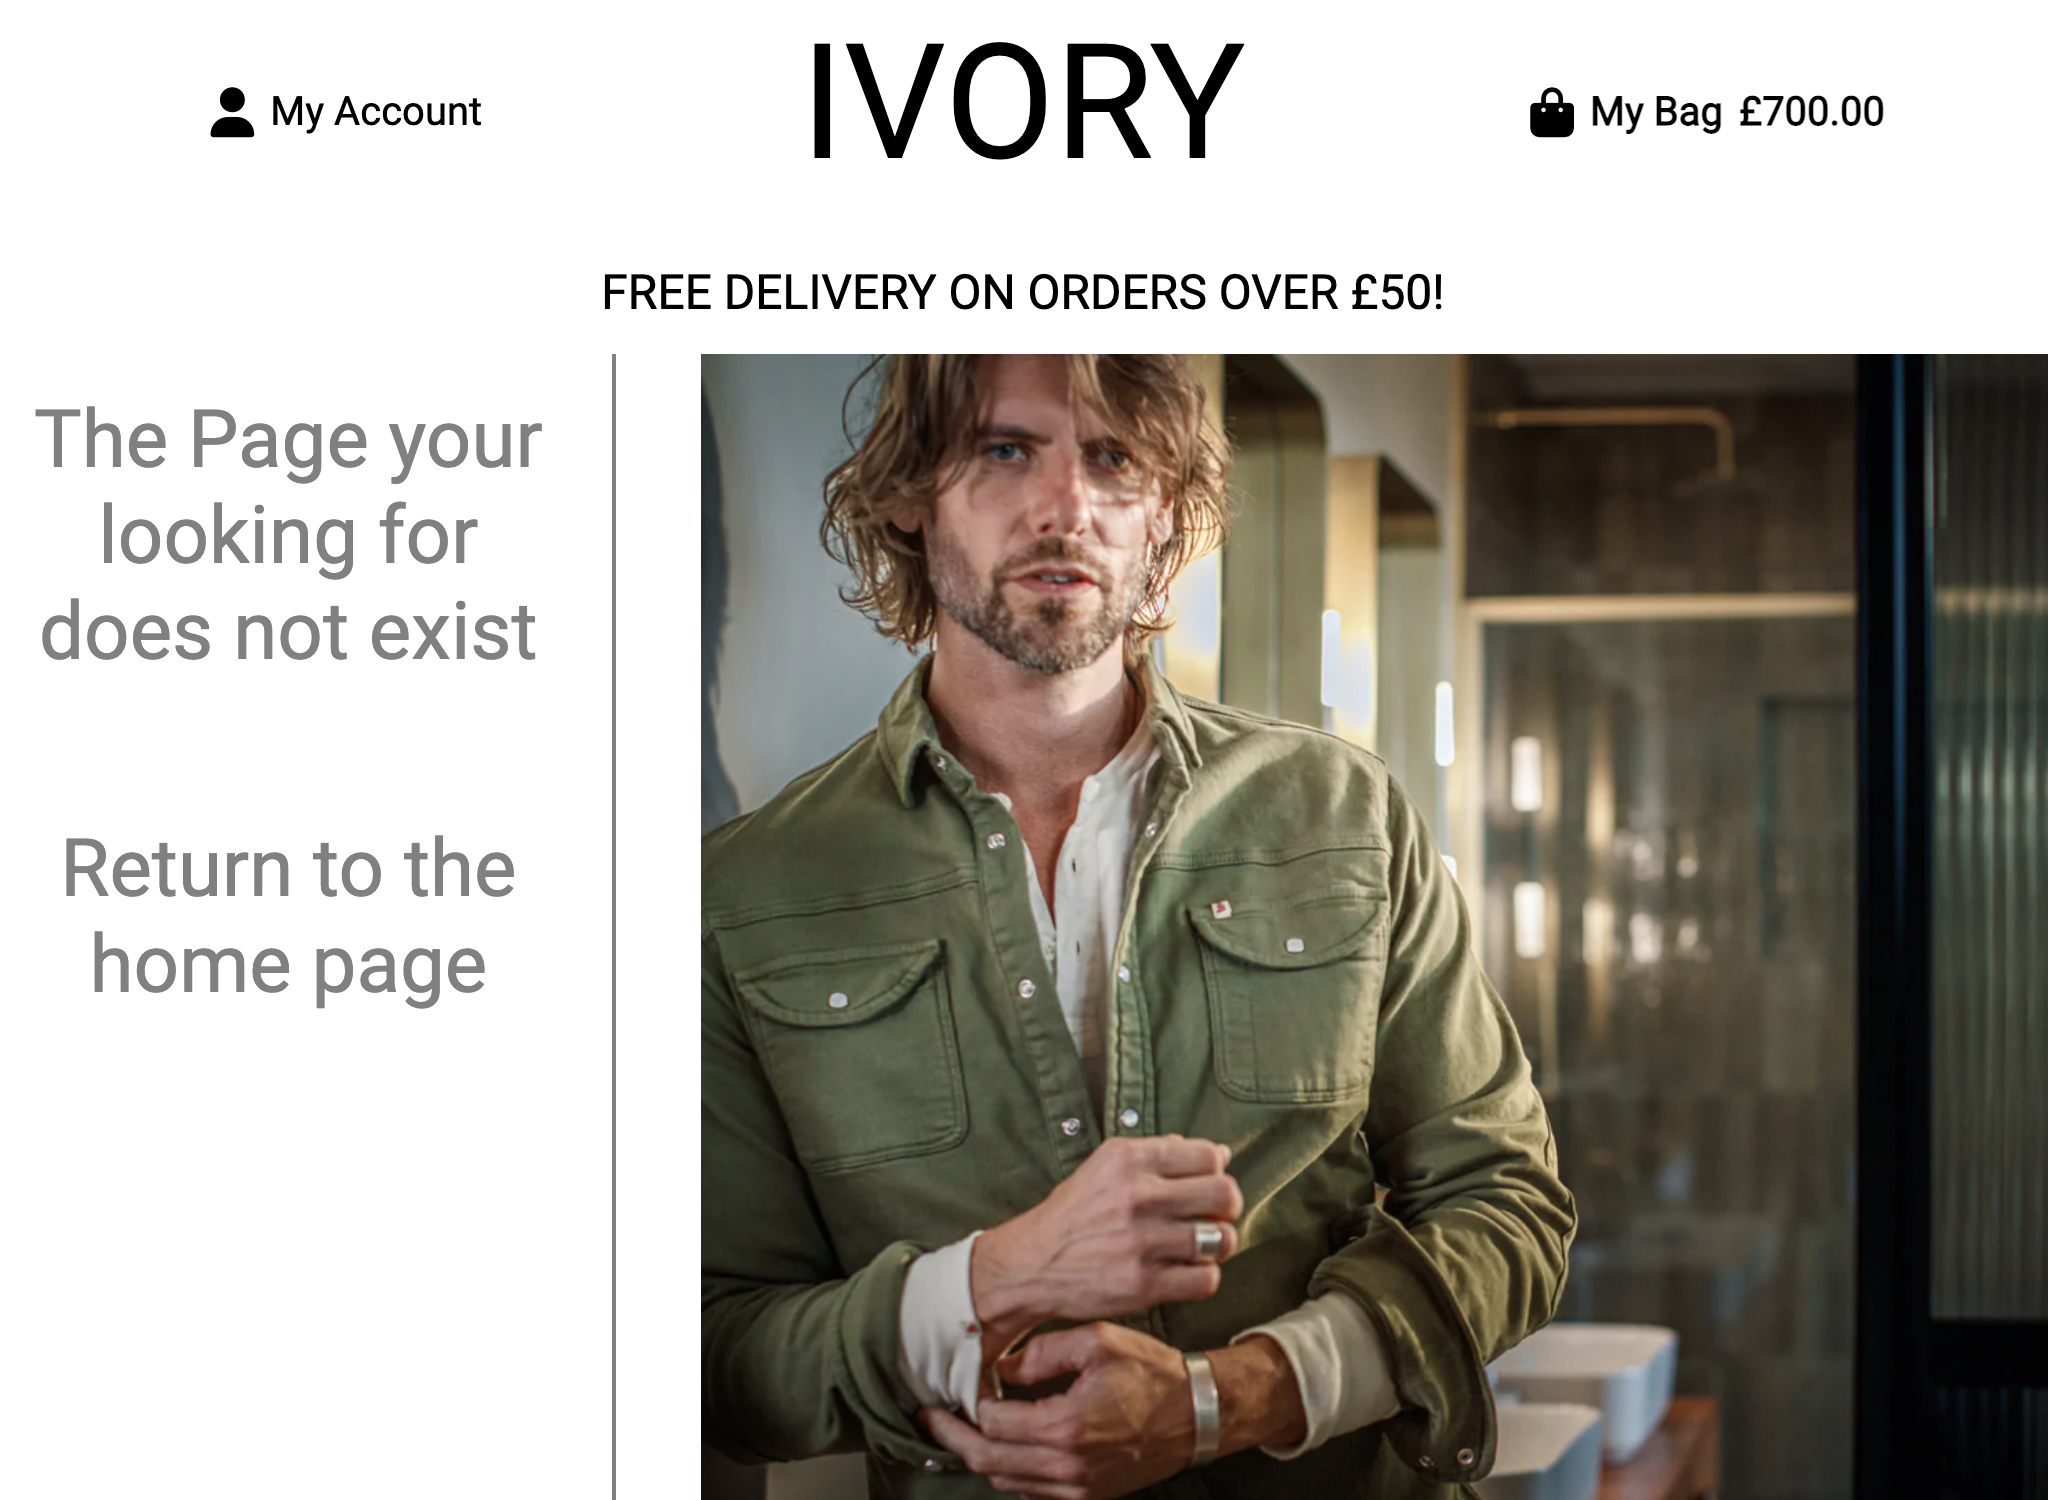 My Account
IVORY
My Bag £700.00
FREE DELIVERY ON ORDERS OVER £50!
The Page your
looking for
does not exist
Return to the
home page